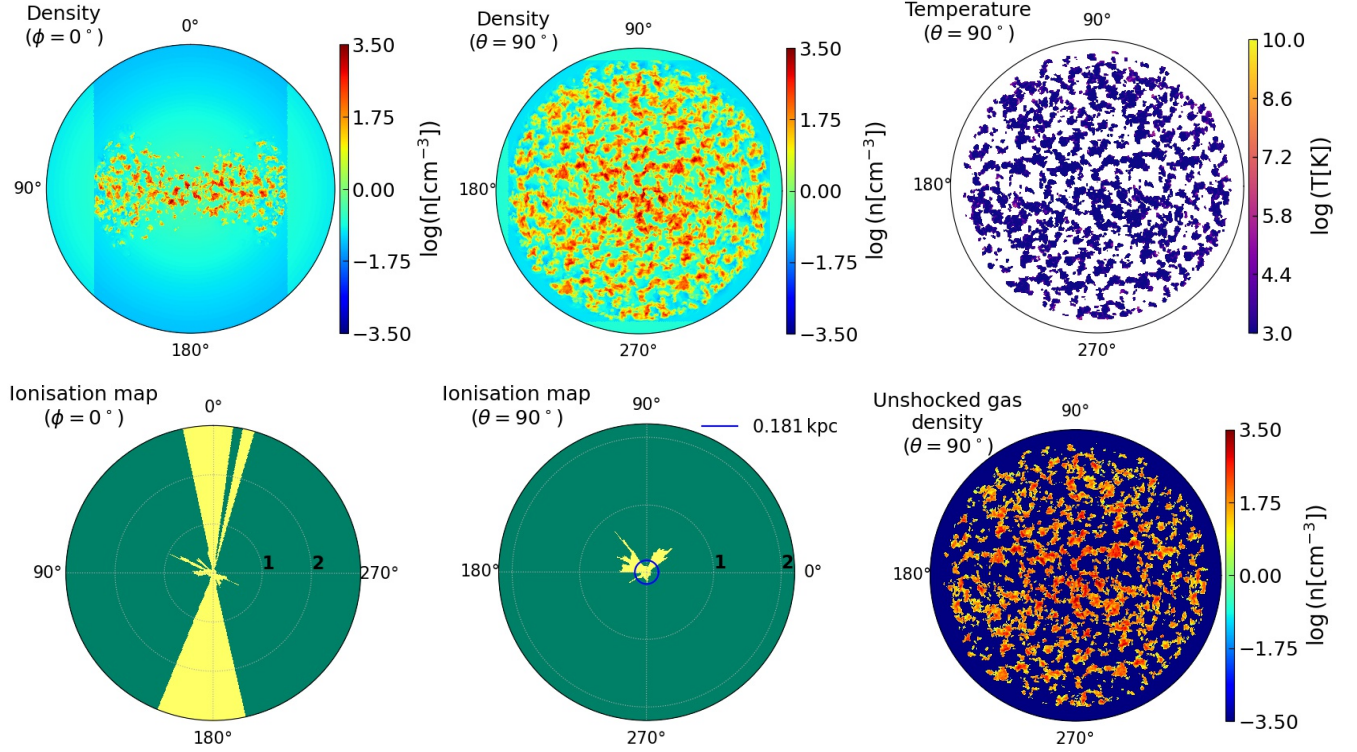 Density
(ϕ = 0°)
0°
90°
180°
3.50
1.75
0.00
−1.75
−3.50
log(n[cm⁻³])
Density
(θ = 90°)
90°
180°
270°
3.50
1.75
0.00
−1.75
−3.50
log(n[cm⁻³])
Temperature
(θ = 90°)
90°
180°
270°
10.0
8.6
7.2
5.8
4.4
3.0
log(T[K])
Ionisation map
(ϕ = 0°)
0°
90°
180°
270°
1
2
Ionisation map
(θ = 90°)
90°
0.181 kpc
180°
0°
270°
1
2
Unshocked gas
density
(θ = 90°)
90°
180°
270°
3.50
1.75
0.00
−1.75
−3.50
log(n[cm⁻³])